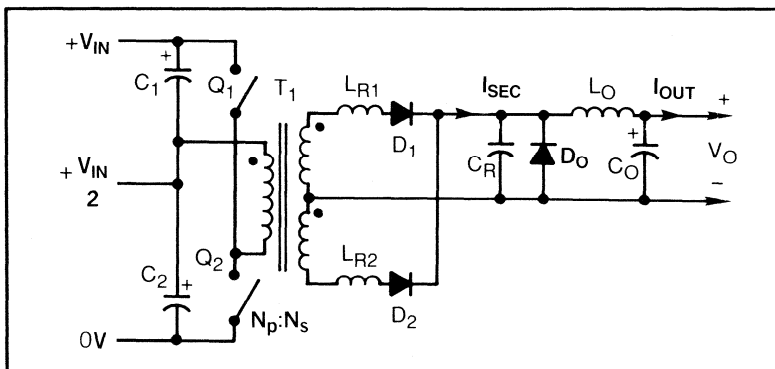 +VIN
+
C1
Q1
T1
LR1
D1
ISEC
LO
IOUT
+
CR
DO
+
CO
VO
−
+VIN
2
C2
+
Q2
Np:Ns
LR2
D2
0V